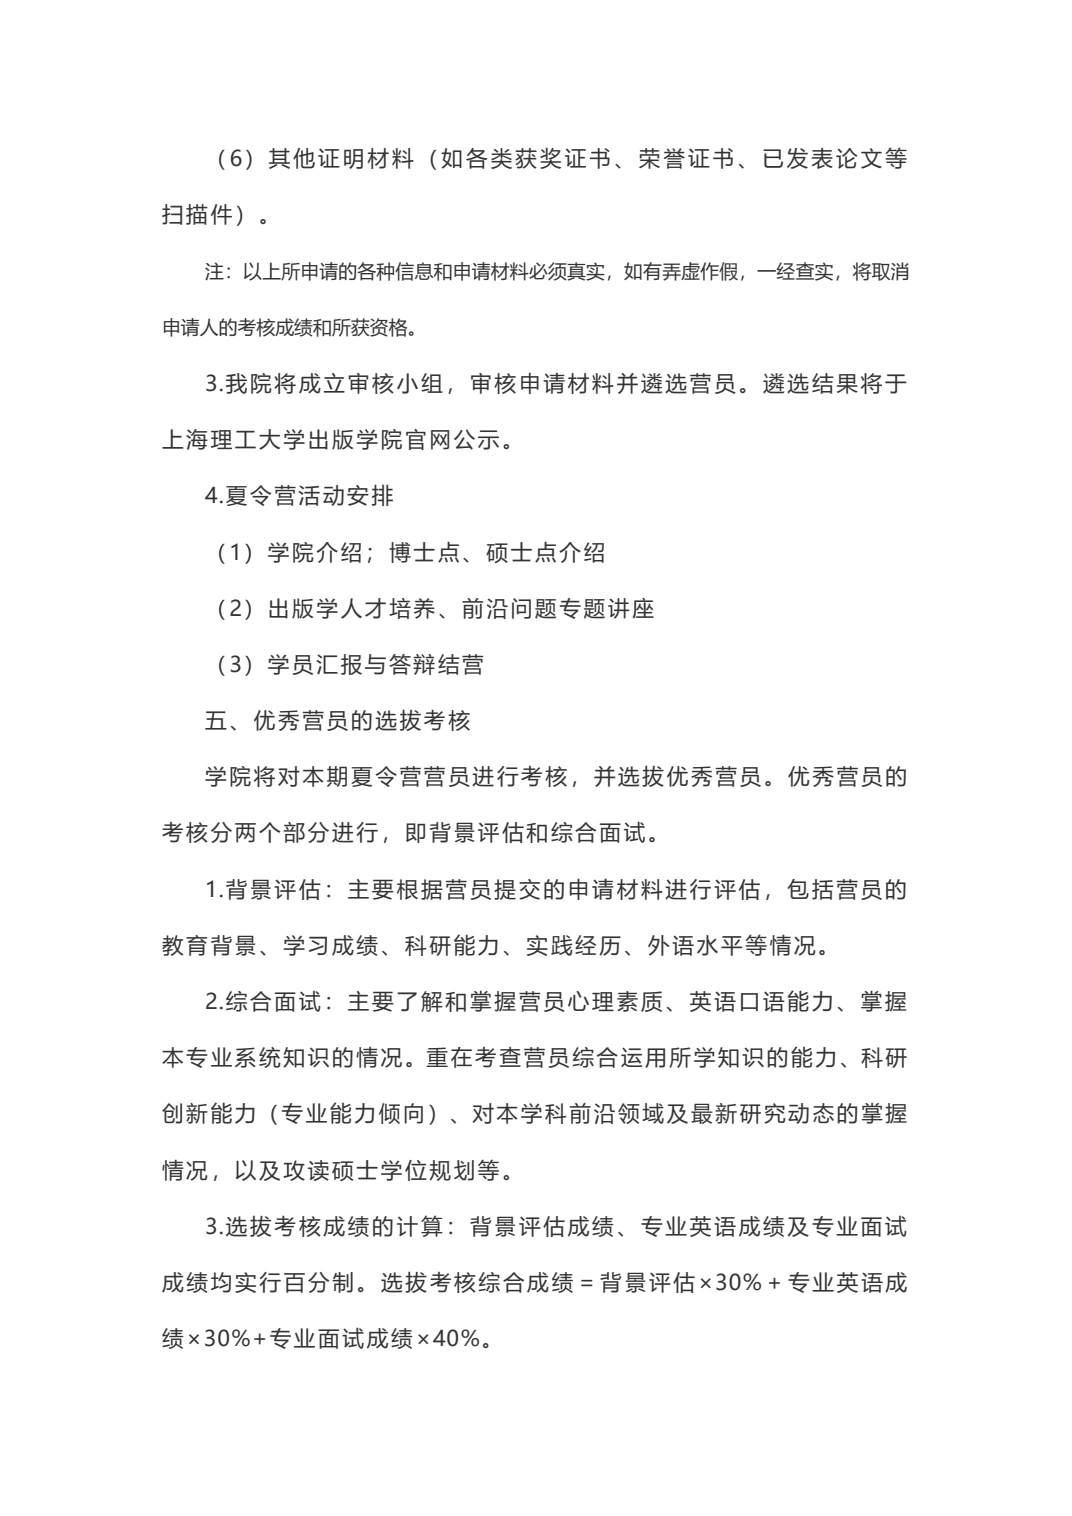 （6）其他证明材料（如各类获奖证书、荣誉证书、已发表论文等
扫描件）。
注：以上所申请的各种信息和申请材料必须真实，如有弄虚作假，一经查实，将取消
申请人的考核成绩和所获资格。
3.我院将成立审核小组，审核申请材料并遴选营员。遴选结果将于
上海理工大学出版学院官网公示。
4.夏令营活动安排
（1）学院介绍；博士点、硕士点介绍
（2）出版学人才培养、前沿问题专题讲座
（3）学员汇报与答辩结营
五、优秀营员的选拔考核
学院将对本期夏令营营员进行考核，并选拔优秀营员。优秀营员的
考核分两个部分进行，即背景评估和综合面试。
1.背景评估：主要根据营员提交的申请材料进行评估，包括营员的
教育背景、学习成绩、科研能力、实践经历、外语水平等情况。
2.综合面试：主要了解和掌握营员心理素质、英语口语能力、掌握
本专业系统知识的情况。重在考查营员综合运用所学知识的能力、科研
创新能力（专业能力倾向）、对本学科前沿领域及最新研究动态的掌握
情况，以及攻读硕士学位规划等。
3.选拔考核成绩的计算：背景评估成绩、专业英语成绩及专业面试
成绩均实行百分制。选拔考核综合成绩＝背景评估×30%＋专业英语成
绩×30%+专业面试成绩×40%。